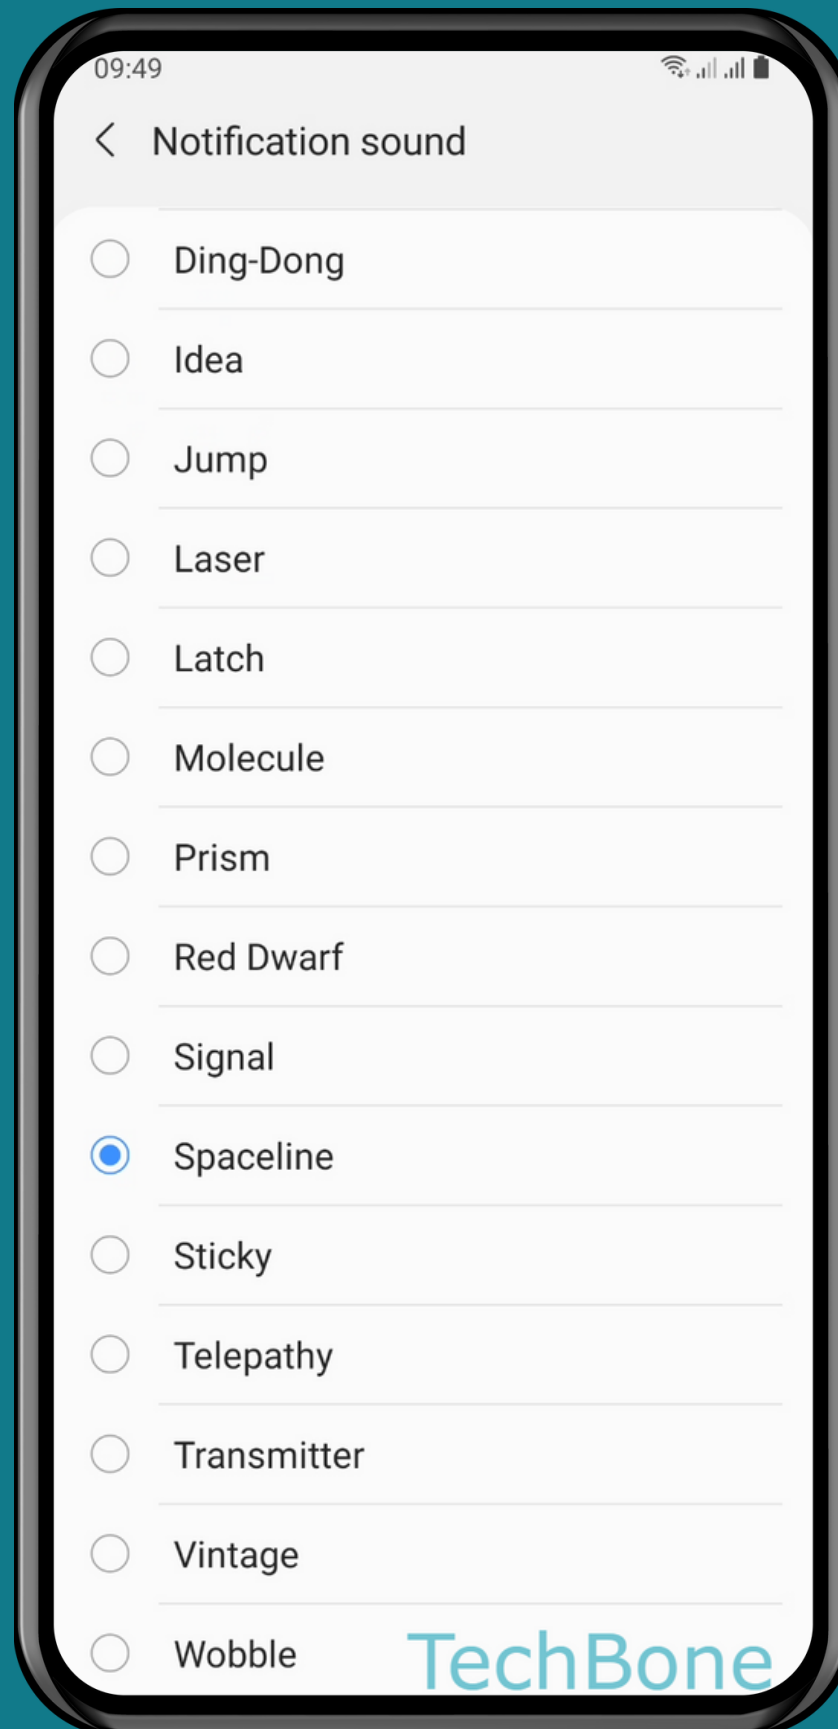 09:49
Notification sound
Ding-Dong
Idea
Jump
Laser
Latch
Molecule
Prism
Red Dwarf
Signal
Spaceline
Sticky
Telepathy
Transmitter
Vintage
Wobble
TechBone